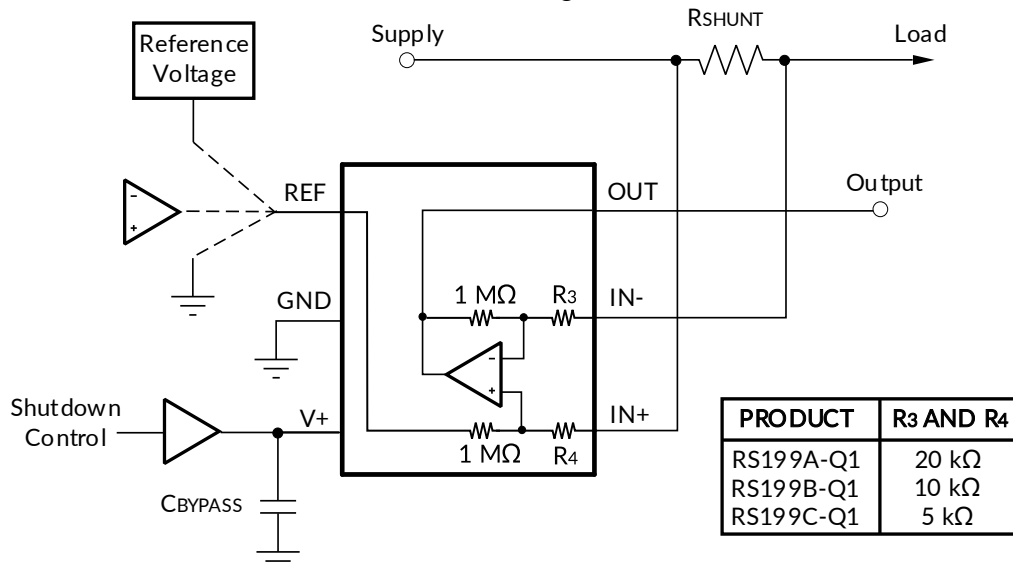 RSHUNT
Supply
Load
Reference
Voltage
REF
OUT
Output
-
+
GND
1 MΩ
R3
IN-
-
+
Shutdown
Control
V+
IN+
1 MΩ
R4
CBYPASS
PRODUCT R3 AND R4
RS199A-Q1 20 kΩ
RS199B-Q1 10 kΩ
RS199C-Q1 5 kΩ